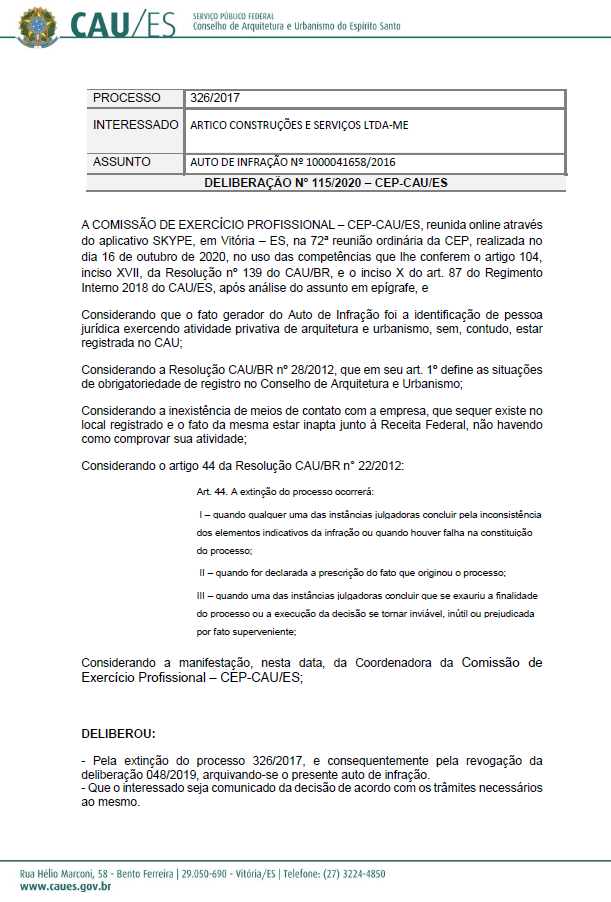 CAU/ES
SERVIÇO PÚBLICO FEDERAL
Conselho de Arquitetura e Urbanismo do Espírito Santo
PROCESSO 326/2017
INTERESSADO ARTICO CONSTRUÇÕES E SERVIÇOS LTDA-ME
ASSUNTO AUTO DE INFRAÇÃO Nº 1000041658/2016
DELIBERAÇÃO Nº 115/2020 – CEP-CAU/ES
A COMISSÃO DE EXERCÍCIO PROFISSIONAL – CEP-CAU/ES, reunida online através
do aplicativo SKYPE, em Vitória – ES, na 72ª reunião ordinária da CEP, realizada no
dia 16 de outubro de 2020, no uso das competências que lhe conferem o artigo 104,
inciso XVII, da Resolução nº 139 do CAU/BR, e o inciso X do art. 87 do Regimento
Interno 2018 do CAU/ES, após análise do assunto em epígrafe, e
Considerando que o fato gerador do Auto de Infração foi a identificação de pessoa
jurídica exercendo atividade privativa de arquitetura e urbanismo, sem, contudo, estar
registrada no CAU;
Considerando a Resolução CAU/BR nº 28/2012, que em seu art. 1º define as situações
de obrigatoriedade de registro no Conselho de Arquitetura e Urbanismo;
Considerando a inexistência de meios de contato com a empresa, que sequer existe no
local registrado e o fato da mesma estar inapta junto à Receita Federal, não havendo
como comprovar sua atividade;
Considerando o artigo 44 da Resolução CAU/BR n° 22/2012:
Art. 44. A extinção do processo ocorrerá:
I – quando qualquer uma das instâncias julgadoras concluir pela inconsistência
dos elementos indicativos da infração ou quando houver falha na constituição
do processo;
II – quando for declarada a prescrição do fato que originou o processo;
III – quando uma das instâncias julgadoras concluir que se exauriu a finalidade
do processo ou a execução da decisão se tornar inviável, inútil ou prejudicada
por fato superveniente;
Considerando a manifestação, nesta data, da Coordenadora da Comissão de
Exercício Profissional – CEP-CAU/ES;
DELIBEROU:
- Pela extinção do processo 326/2017, e consequentemente pela revogação da
deliberação 048/2019, arquivando-se o presente auto de infração.
- Que o interessado seja comunicado da decisão de acordo com os trâmites necessários
ao mesmo.
Rua Hélio Marconi, 58 - Bento Ferreira | 29.050-690 - Vitória/ES | Telefone: (27) 3224-4850
www.caues.gov.br